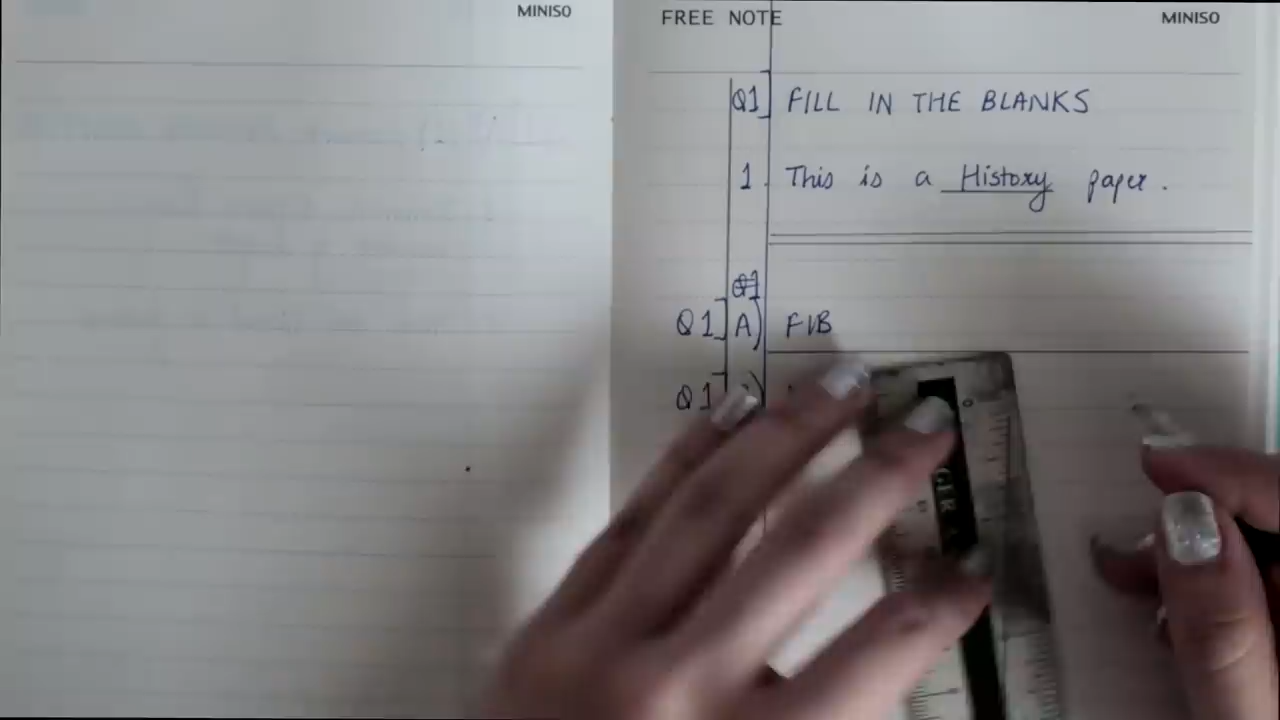 MINISO
FREE NOTE MINISO
Q1] FILL IN THE BLANKS
1. This is a History paper.
Q1
Q1] A) FIB
Q1